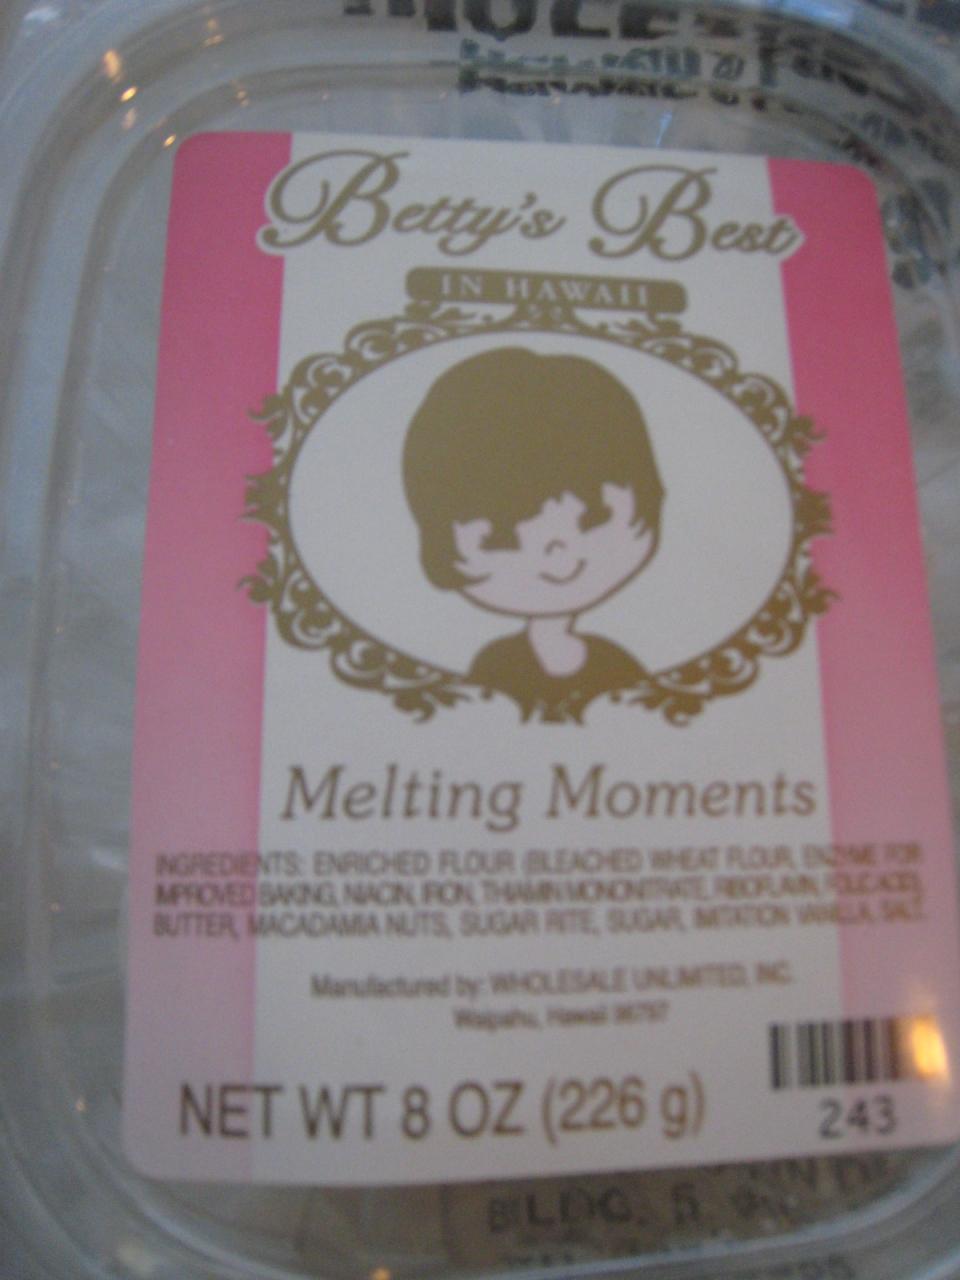 Betty's Best
IN HAWAII
Melting Moments
INGREDIENTS: ENRICHED FLOUR (BLEACHED WHEAT FLOUR, ENZYME FOR
IMPROVED BAKING, NIACIN, IRON, THIAMIN MONONITRATE, RIBOFLAVIN, FOLIC ACID),
BUTTER, MACADAMIA NUTS, SUGAR RITE, SUGAR, IMITATION VANILLA, SALT.
Manufactured by: WHOLESALE UNLIMITED, INC.
Waipahu, Hawaii 96797
NET WT 8 OZ (226 g)
243
BLDG. 5